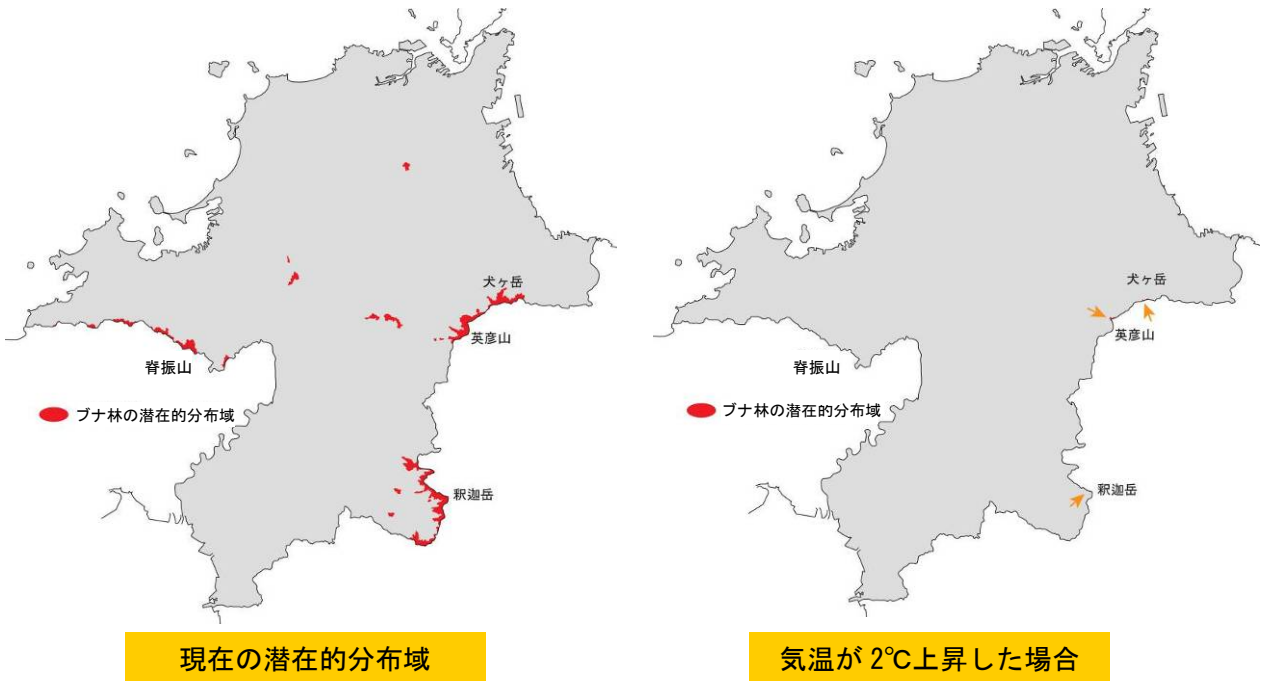 犬ヶ岳
英彦山
脊振山
ブナ林の潜在的分布域
釈迦岳
現在の潜在的分布域
犬ヶ岳
英彦山
脊振山
ブナ林の潜在的分布域
釈迦岳
気温が2℃上昇した場合